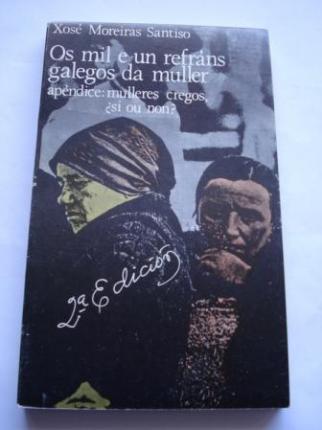 Xosé Moreiras Santiso
Os mil e un refráns
galegos da muller
apéndice: mulleres cregos,
¿si ou non?
2ª Edición